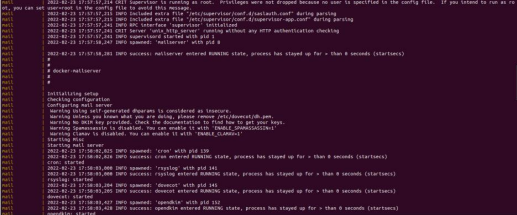 mail | 2022-02-23 17:57:57,214 CRIT Supervisor is running as root. Privileges were not dropped because no user is specified in the config file. If you intend to run as ro
ot, you can set user=root in the config file to avoid this message.
mail | 2022-02-23 17:57:57,215 INFO Included extra file "/etc/supervisor/conf.d/saslauth.conf" during parsing
mail | 2022-02-23 17:57:57,215 INFO Included extra file "/etc/supervisor/conf.d/supervisor-app.conf" during parsing
mail | 2022-02-23 17:57:57,241 INFO RPC interface 'supervisor' initialized
mail | 2022-02-23 17:57:57,241 CRIT Server 'unix_http_server' running without any HTTP authentication checking
mail | 2022-02-23 17:57:57,241 INFO supervisord started with pid 1
mail | 2022-02-23 17:57:58,247 INFO spawned: 'mailserver' with pid 8
mail |
mail | 2022-02-23 17:57:58,201 INFO success: mailserver entered RUNNING state, process has stayed up for > than 0 seconds (startsecs)
mail | #
mail | #
mail | # docker-mailserver
mail | #
mail | #
mail |
mail | Initializing setup
mail | Checking configuration
mail | Configuring mail server
mail | Warning Using self-generated dhparams is considered as insecure.
mail | Warning Unless you known what you are doing, please remove /etc/dovecot/dh.pem.
mail | Warning No DKIM key provided. Check the documentation to find how to get your keys.
mail | Warning Spamassassin is disabled. You can enable it with 'ENABLE_SPAMASSASSIN=1'
mail | Warning Clamav is disabled. You can enable it with 'ENABLE_CLAMAV=1'
mail | Starting Misc
mail | Starting mail server
mail | 2022-02-23 17:58:02,025 INFO spawned: 'cron' with pid 139
mail | 2022-02-23 17:58:02,026 INFO success: cron entered RUNNING state, process has stayed up for > than 0 seconds (startsecs)
mail | cron: started
mail | 2022-02-23 17:58:03,000 INFO spawned: 'rsyslog' with pid 141
mail | 2022-02-23 17:58:03,000 INFO success: rsyslog entered RUNNING state, process has stayed up for > than 0 seconds (startsecs)
mail | rsyslog: started
mail | 2022-02-23 17:58:03,204 INFO spawned: 'dovecot' with pid 145
mail | 2022-02-23 17:58:03,205 INFO success: dovecot entered RUNNING state, process has stayed up for > than 0 seconds (startsecs)
mail | dovecot: started
mail | 2022-02-23 17:58:03,427 INFO spawned: 'opendkim' with pid 152
mail | 2022-02-23 17:58:03,428 INFO success: opendkim entered RUNNING state, process has stayed up for > than 0 seconds (startsecs)
mail | opendkim: started